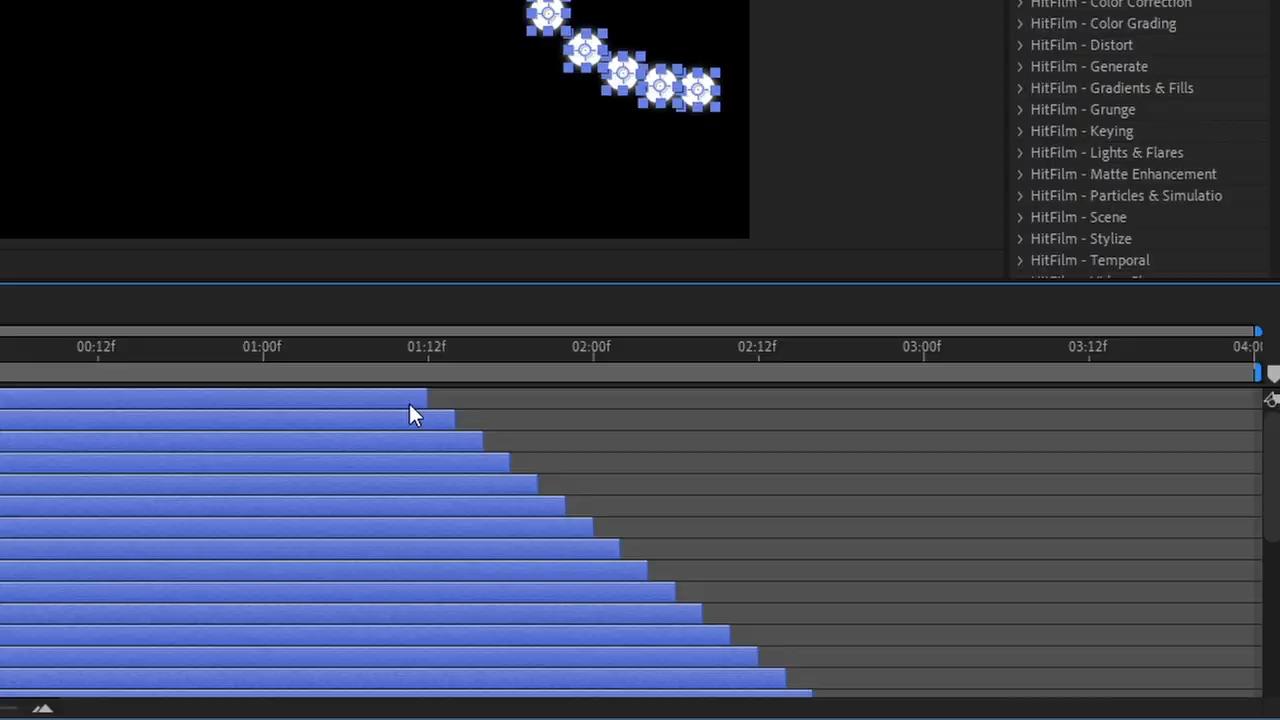 HitFilm - Color Correction
HitFilm - Color Grading
HitFilm - Distort
HitFilm - Generate
HitFilm - Gradients & Fills
HitFilm - Grunge
HitFilm - Keying
HitFilm - Lights & Flares
HitFilm - Matte Enhancement
HitFilm - Particles & Simulatio
HitFilm - Scene
HitFilm - Stylize
HitFilm - Temporal
00:12f 01:00f 01:12f 02:00f 02:12f 03:00f 03:12f 04:00